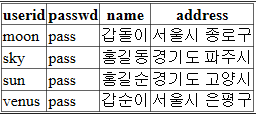 userid passwd name address
moon pass 갑돌이 서울시 종로구
sky pass 홍길동 경기도 파주시
sun pass 홍길순 경기도 고양시
venus pass 갑순이 서울시 은평구